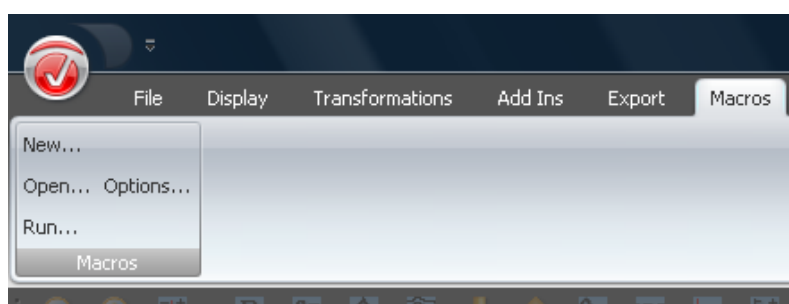 File Display Transformations Add Ins Export Macros
New...
Open... Options...
Run...
Macros